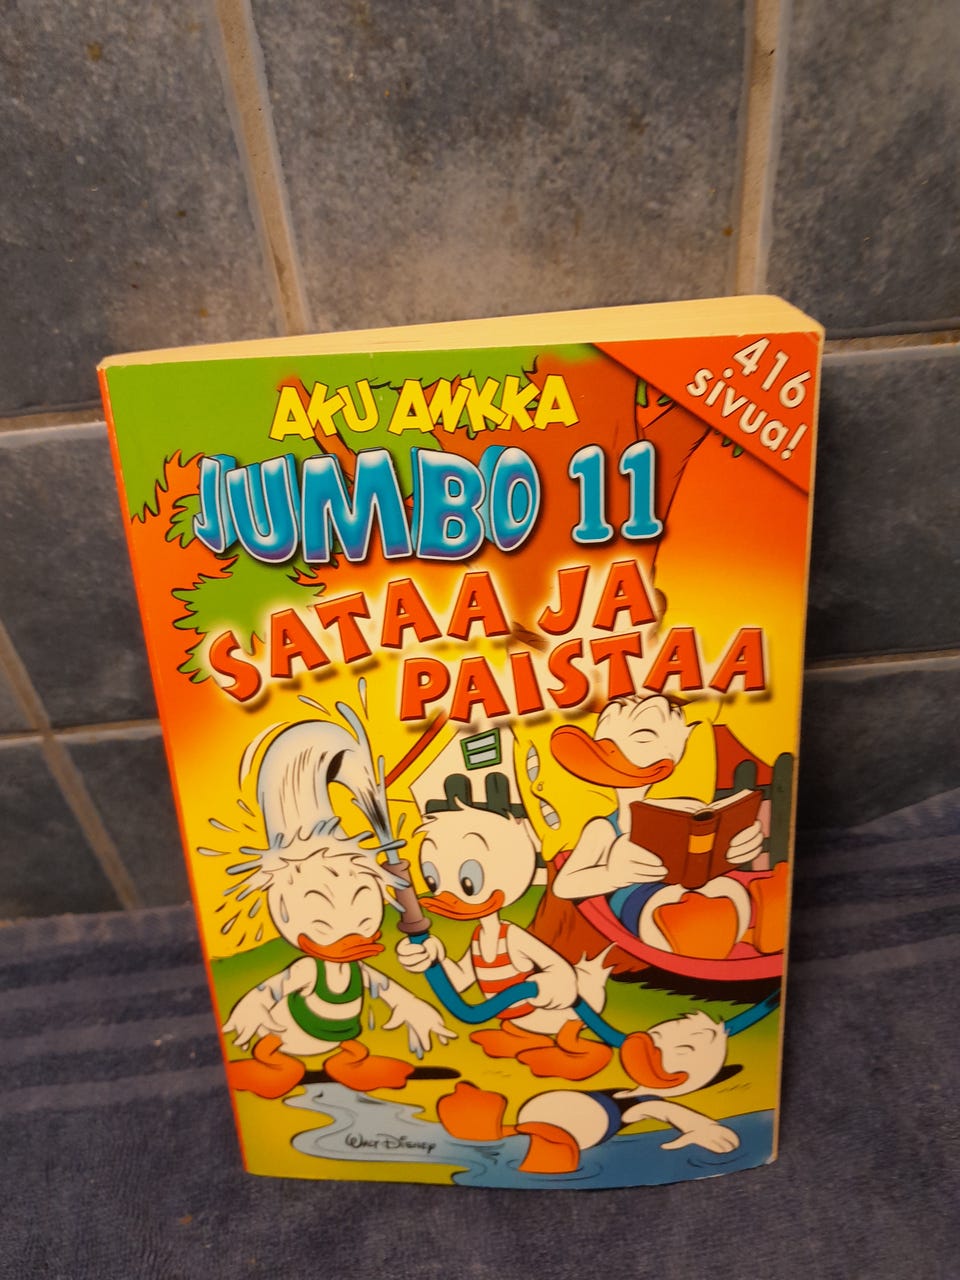 416
sivua!
AKU ANKKA
JUMBO 11
SATAA JA
PAISTAA
WALT DISNEY